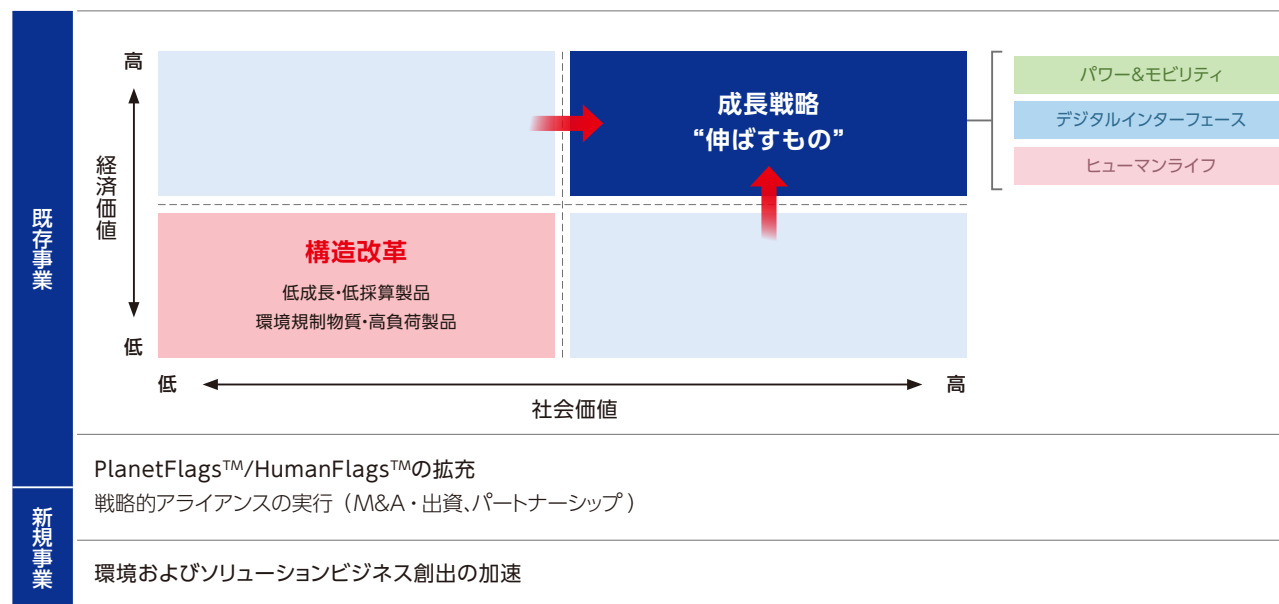 既存事業
高
経済価値
低
成長戦略
“伸ばすもの”
パワー&モビリティ
デジタルインターフェース
ヒューマンライフ
構造改革
低成長・低採算製品
環境規制物質・高負荷製品
低
高
社会価値
PlanetFlags™/HumanFlags™の拡充
戦略的アライアンスの実行（M&A・出資、パートナーシップ）
新規事業
環境およびソリューションビジネス創出の加速